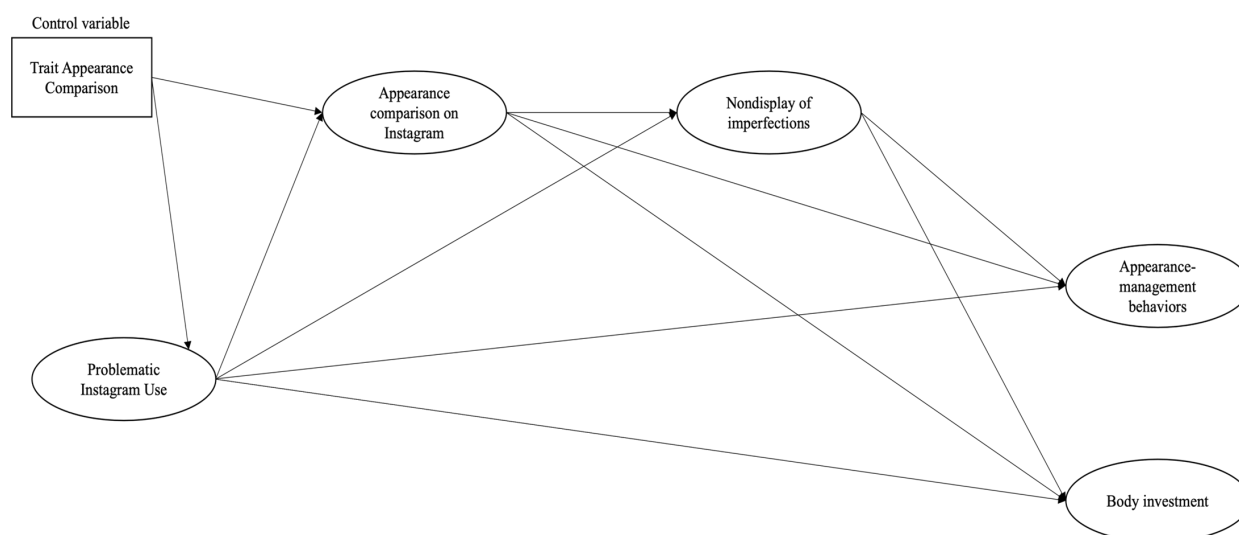 Control variable
Trait Appearance
Comparison
Appearance
comparison on
Instagram
Nondisplay of
imperfections
Appearance-
management
behaviors
Problematic
Instagram Use
Body investment